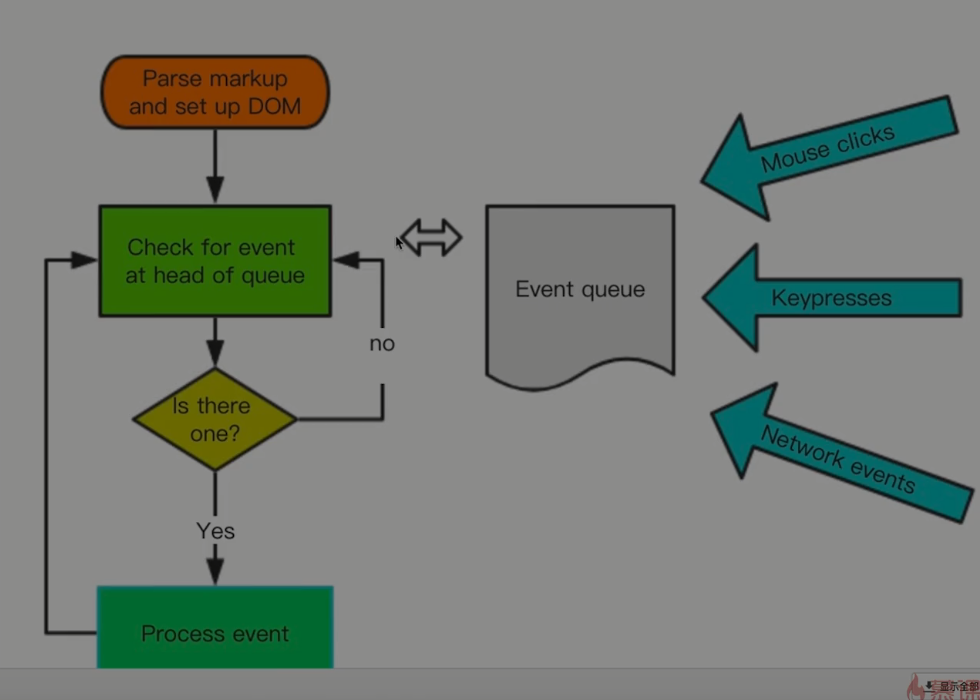 Parse markup
and set up DOM
Mouse clicks
Check for event
at head of queue
Event queue
Keypresses
no
Is there
one?
Network events
Yes
Process event
显示全部